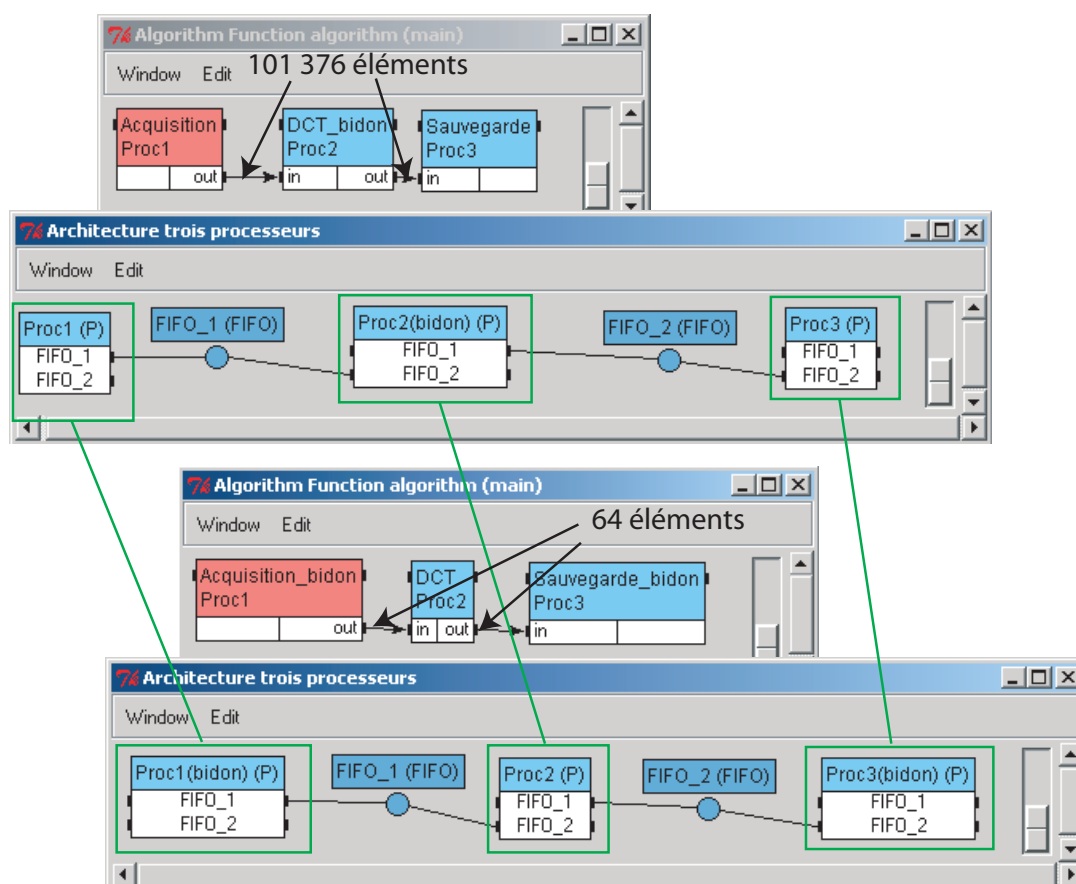 Algorithm Function algorithm (main)
Window Edit
101 376 éléments
Acquisition
Proc1
out
DCT_bidon
Proc2
in out
Sauvegarde
Proc3
in
Architecture trois processeurs
Window Edit
Proc1 (P)
FIFO_1
FIFO_2
FIFO_1 (FIFO)
Proc2(bidon) (P)
FIFO_1
FIFO_2
FIFO_2 (FIFO)
Proc3 (P)
FIFO_1
FIFO_2
Algorithm Function algorithm (main)
Window Edit
64 éléments
Acquisition_bidon
Proc1
out
DCT
Proc2
in out
Sauvegarde_bidon
Proc3
in
Architecture trois processeurs
Window Edit
Proc1(bidon) (P)
FIFO_1
FIFO_2
FIFO_1 (FIFO)
Proc2 (P)
FIFO_1
FIFO_2
FIFO_2 (FIFO)
Proc3(bidon) (P)
FIFO_1
FIFO_2